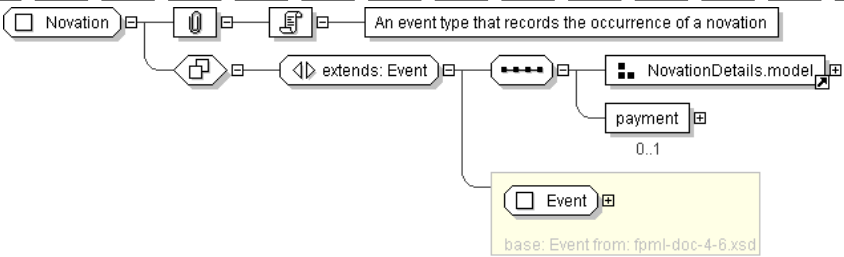 Novation
An event type that records the occurrence of a novation
extends: Event
NovationDetails.model
payment
0..1
Event
base: Event from: fpml-doc-4-6.xsd